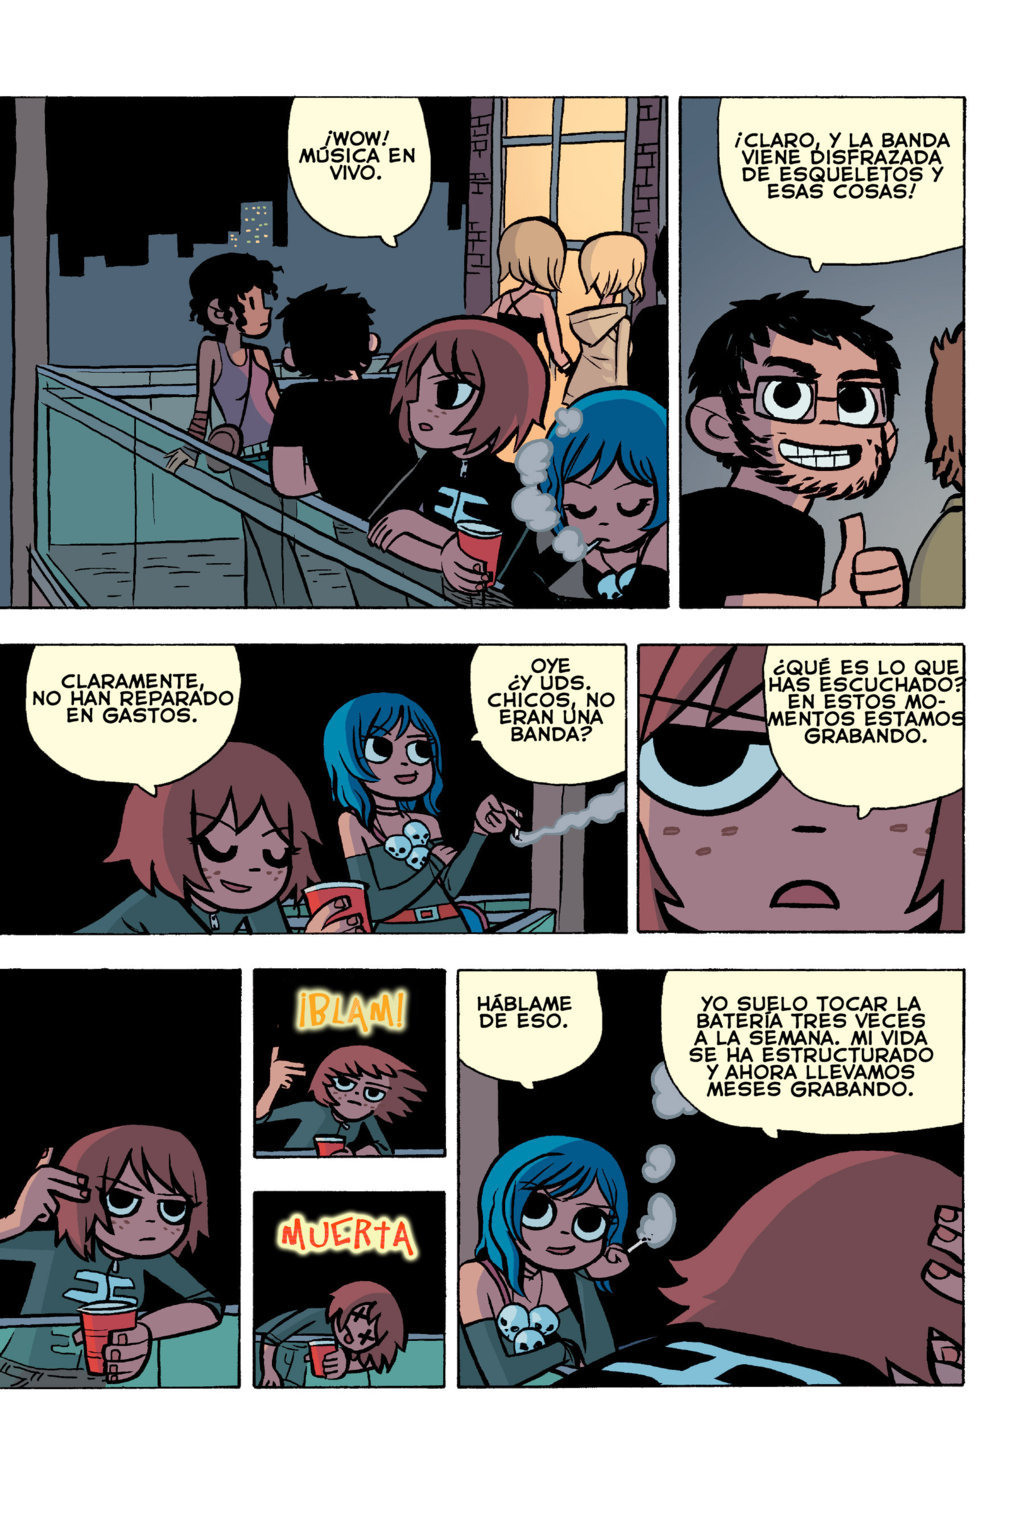 ¡WOW!
MÚSICA EN
VIVO.
¡CLARO, Y LA BANDA
VIENE DISFRAZADA
DE ESQUELETOS Y
ESAS COSAS!
CLARAMENTE,
NO HAN REPARADO
EN GASTOS.
OYE
¿Y UDS.
CHICOS, NO
ERAN UNA
BANDA?
¿QUÉ ES LO QUE
HAS ESCUCHADO?
EN ESTOS MO-
MENTOS ESTAMOS
GRABANDO.
¡BLAM!
MUERTA
HÁBLAME
DE ESO.
YO SUELO TOCAR LA
BATERÍA TRES VECES
A LA SEMANA. MI VIDA
SE HA ESTRUCTURADO
Y AHORA LLEVAMOS
MESES GRABANDO.